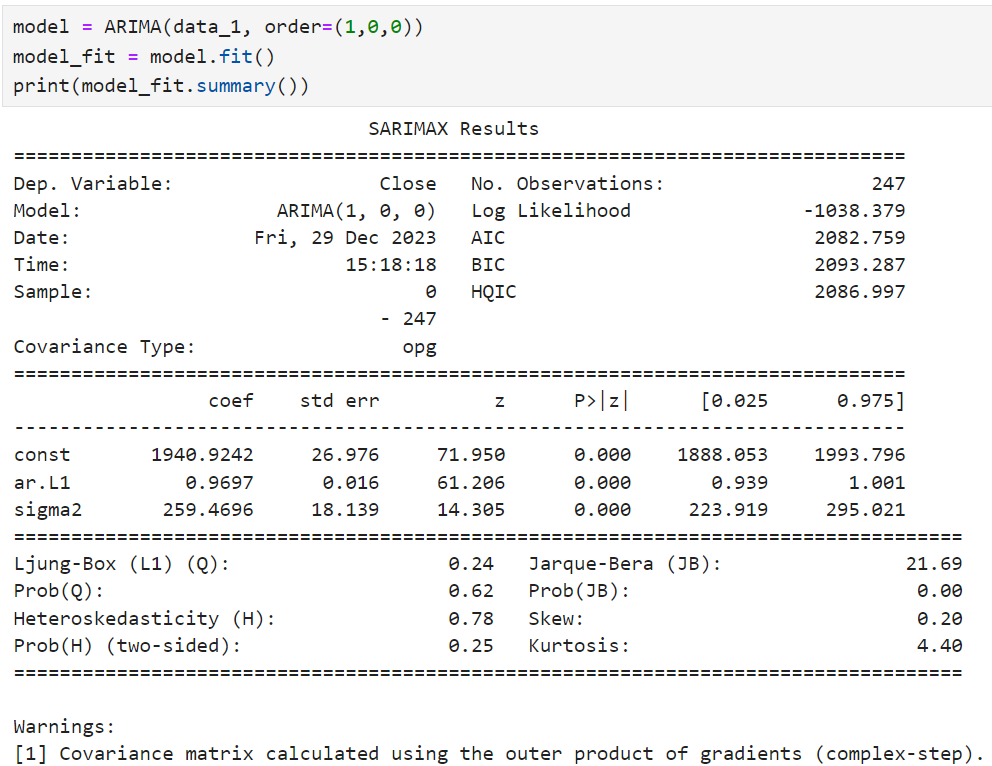 model = ARIMA(data_1, order=(1,0,0))
model_fit = model.fit()
print(model_fit.summary())
                               SARIMAX Results                                
==============================================================================
Dep. Variable:                  Close   No. Observations:                  247
Model:                 ARIMA(1, 0, 0)   Log Likelihood               -1038.379
Date:                Fri, 29 Dec 2023   AIC                           2082.759
Time:                        15:18:18   BIC                           2093.287
Sample:                             0   HQIC                          2086.997
                                - 247                                         
Covariance Type:                  opg                                         
==============================================================================
                 coef    std err          z      P>|z|      [0.025      0.975]
------------------------------------------------------------------------------
const       1940.9242     26.976     71.950      0.000    1888.053    1993.796
ar.L1          0.9697      0.016     61.206      0.000       0.939       1.001
sigma2       259.4696     18.139     14.305      0.000     223.919     295.021
===================================================================================
Ljung-Box (L1) (Q):                   0.24   Jarque-Bera (JB):                21.69
Prob(Q):                              0.62   Prob(JB):                         0.00
Heteroskedasticity (H):               0.78   Skew:                             0.20
Prob(H) (two-sided):                  0.25   Kurtosis:                         4.40
===================================================================================

Warnings:
[1] Covariance matrix calculated using the outer product of gradients (complex-step).